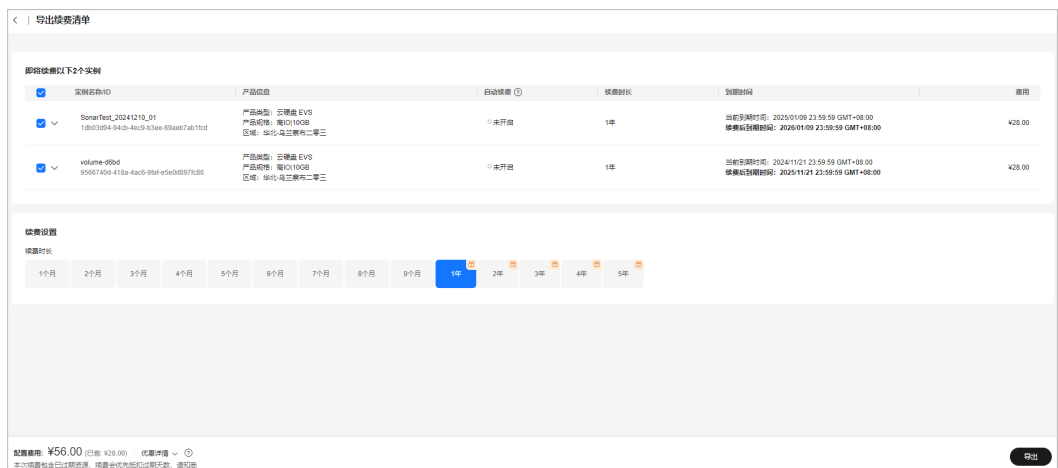 导出续费清单
即将续费以下2个实例
实例名称/ID 产品信息 自动续费 续费时长 到期时间 费用
SonarTest_20241210_01
1db03d94-94cb-4ec9-b3ee-59aeb7ab1fcd
产品类型：云硬盘 EVS
产品规格：高IO|10GB
区域：华北-乌兰察布二零三
未开启
1年
当前到期时间：2025/01/09 23:59:59 GMT+08:00
续费后到期时间：2026/01/09 23:59:59 GMT+08:00
¥28.00
volume-d6bd
9566740d-418a-4ac6-9faf-e5e0d897fc86
产品类型：云硬盘 EVS
产品规格：高IO|10GB
区域：华北-乌兰察布二零三
未开启
1年
当前到期时间：2024/11/21 23:59:59 GMT+08:00
续费后到期时间：2025/11/21 23:59:59 GMT+08:00
¥28.00
续费设置
续费时长
1个月 2个月 3个月 4个月 5个月 6个月 7个月 8个月 9个月 1年 2年 3年 4年 5年
配置费用: ¥56.00 (已省: ¥28.00) 优惠详情
本次续费包含已过期资源，续费会优先抵扣过期天数，请知悉
导出